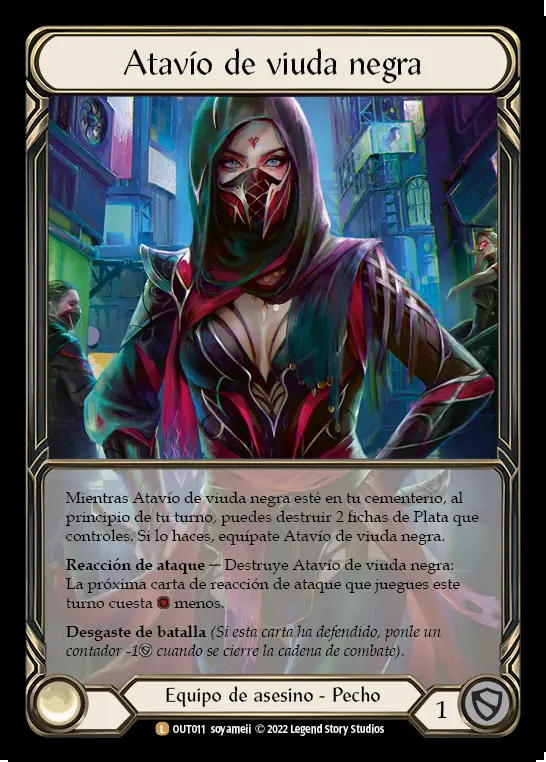 Atavío de viuda negra
Mientras Atavío de viuda negra esté en tu cementerio, al
principio de tu turno, puedes destruir 2 fichas de Plata que
controles. Si lo haces, equípate Atavío de viuda negra.
Reacción de ataque — Destruye Atavío de viuda negra:
La próxima carta de reacción de ataque que juegues este
turno cuesta menos.
Desgaste de batalla (Si esta carta ha defendido, ponle un
contador -1 cuando se cierre la cadena de combate).
Equipo de asesino - Pecho
1
L OUT011 soyameii © 2022 Legend Story Studios